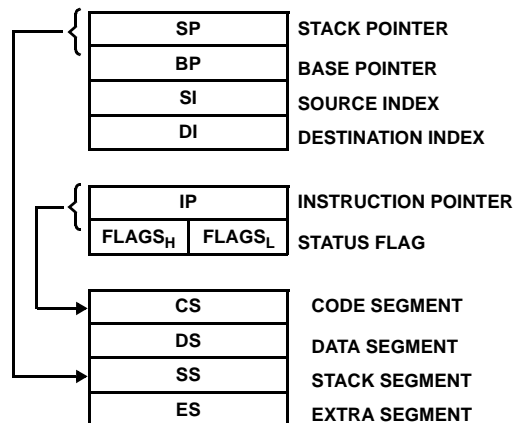 SP STACK POINTER
BP BASE POINTER
SI SOURCE INDEX
DI DESTINATION INDEX
IP INSTRUCTION POINTER
FLAGSH FLAGSL STATUS FLAG
CS CODE SEGMENT
DS DATA SEGMENT
SS STACK SEGMENT
ES EXTRA SEGMENT